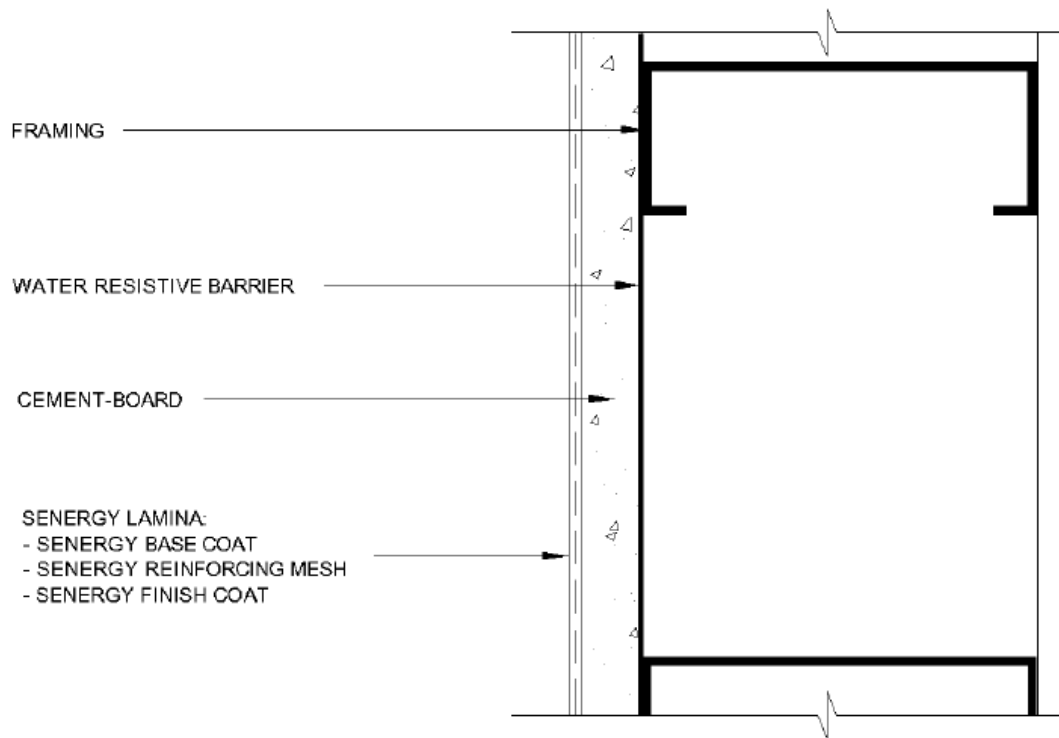 FRAMING
WATER RESISTIVE BARRIER
CEMENT-BOARD
SENERGY LAMINA:
- SENERGY BASE COAT
- SENERGY REINFORCING MESH
- SENERGY FINISH COAT